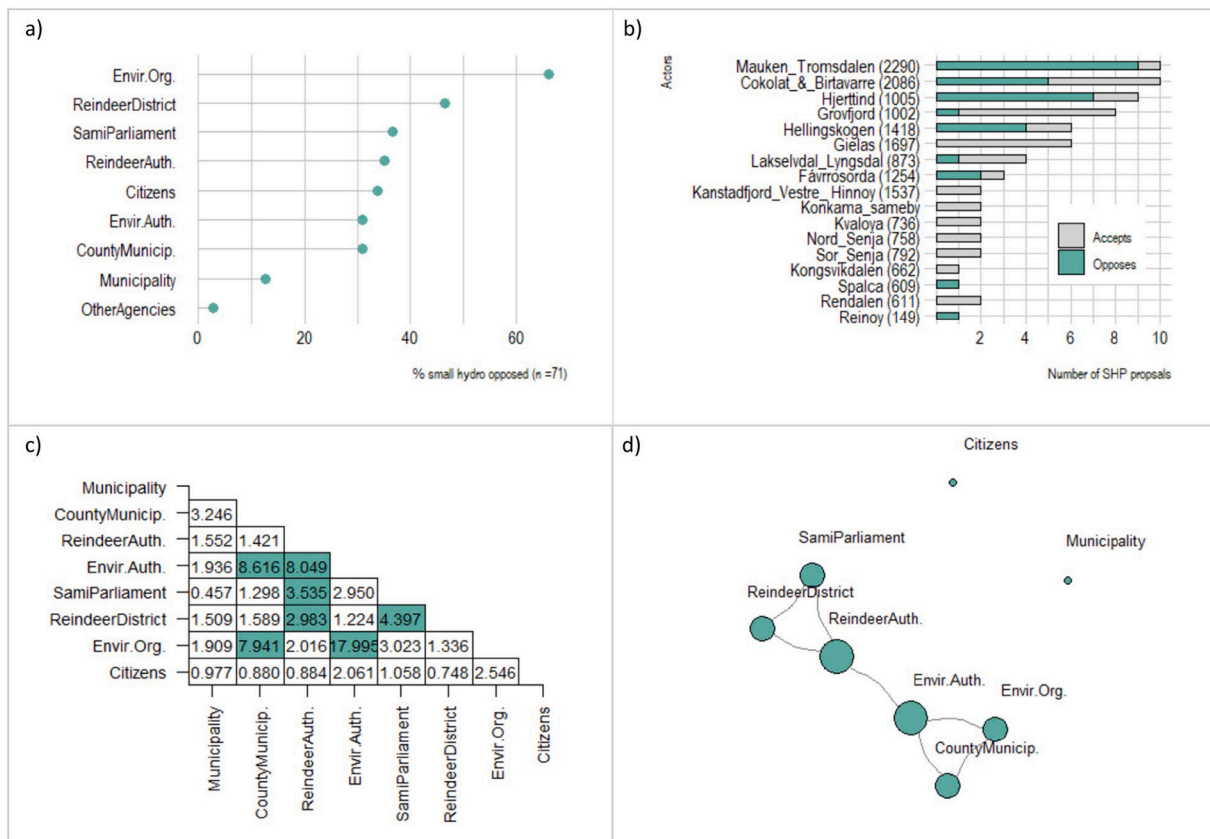 a)
Envir.Org.
ReindeerDistrict
SamiParliament
ReindeerAuth.
Citizens
Envir.Auth.
CountyMunicip.
Municipality
OtherAgencies
0 20 40 60
% small hydro opposed (n =71)
b)
Actors
Mauken_Tromsdalen (2290)
Cokolat_&_Birtavarre (2086)
Hjerttind (1005)
Grovfjord (1002)
Hellingskogen (1418)
Gielas (1697)
Lakselvdal_Lyngsdal (873)
Fávrrosorda (1254)
Kanstadfjord_Vestre_ Hinnoy (1537)
Konkama_sameby
Kvaloya (736)
Nord_Senja (758)
Sor_Senja (792)
Kongsvikdalen (662)
Spalca (609)
Rendalen (611)
Reinoy (149)
Accepts
Opposes
2 4 6 8 10
Number of SHP propsals
c)
Municipality
CountyMunicip. 3.246
ReindeerAuth. 1.552 1.421
Envir.Auth. 1.936 8.616 8.049
SamiParliament 0.457 1.298 3.535 2.950
ReindeerDistrict 1.509 1.589 2.983 1.224 4.397
Envir.Org. 1.909 7.941 2.016 17.995 3.023 1.336
Citizens 0.977 0.880 0.884 2.061 1.058 0.748 2.546
Municipality
CountyMunicip.
ReindeerAuth.
Envir.Auth.
SamiParliament
ReindeerDistrict
Envir.Org.
Citizens
d)
Citizens
SamiParliament
Municipality
ReindeerDistrict
ReindeerAuth.
Envir.Auth.
Envir.Org.
CountyMunicip.